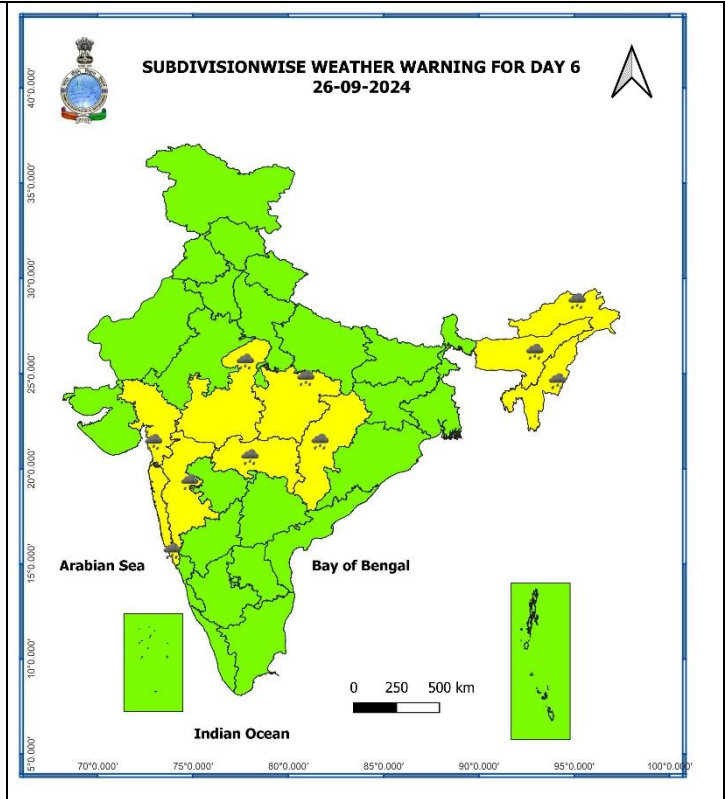 SUBDIVISIONWISE WEATHER WARNING FOR DAY 6
26-09-2024
40°0.000'
35°0.000'
30°0.000'
25°0.000'
20°0.000'
15°0.000'
10°0.000'
5°0.000'
Arabian Sea
Bay of Bengal
0 250 500 km
Indian Ocean
70°0.000' 75°0.000' 80°0.000' 85°0.000' 90°0.000' 95°0.000' 100°0.000'